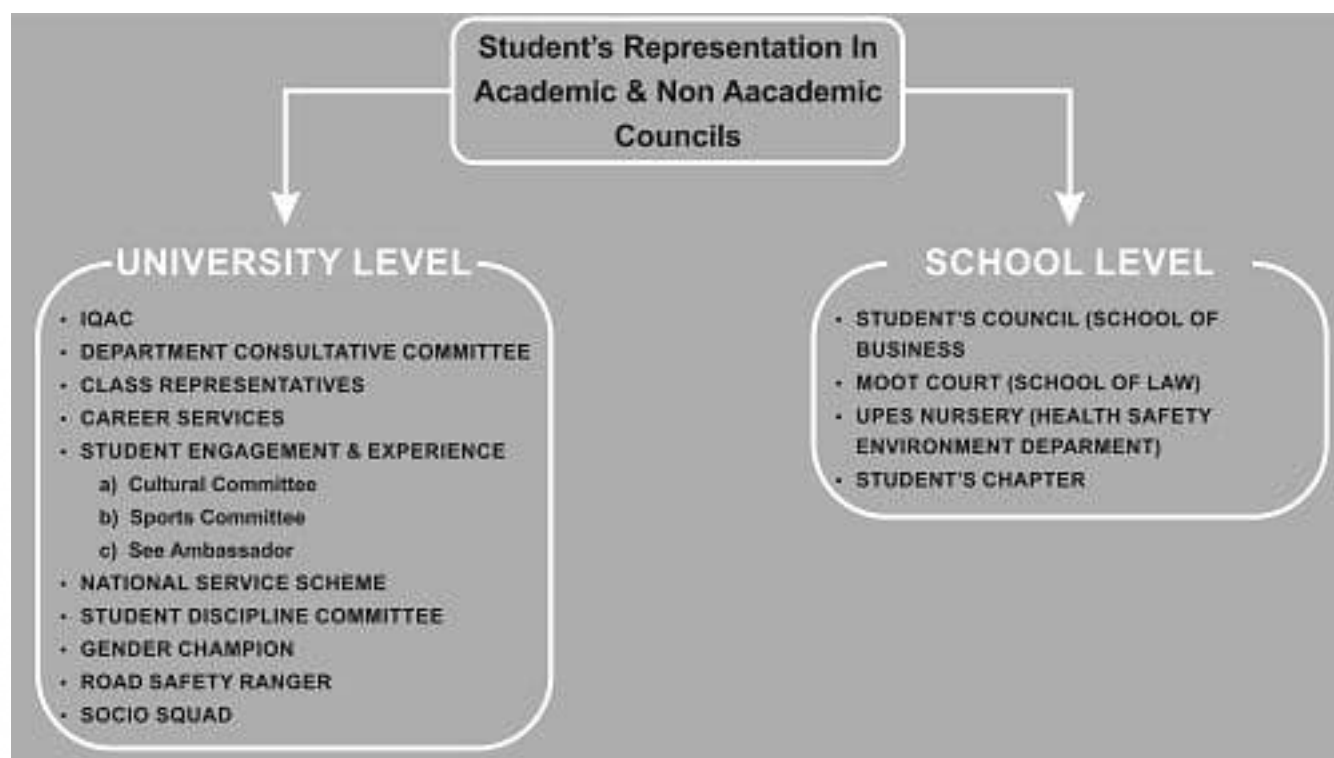 Student's Representation In
Academic & Non Aacademic
Councils
UNIVERSITY LEVEL
• IQAC
• DEPARTMENT CONSULTATIVE COMMITTEE
• CLASS REPRESENTATIVES
• CAREER SERVICES
• STUDENT ENGAGEMENT & EXPERIENCE
a) Cultural Committee
b) Sports Committee
c) See Ambassador
• NATIONAL SERVICE SCHEME
• STUDENT DISCIPLINE COMMITTEE
• GENDER CHAMPION
• ROAD SAFETY RANGER
• SOCIO SQUAD
SCHOOL LEVEL
• STUDENT'S COUNCIL (SCHOOL OF
BUSINESS
• MOOT COURT (SCHOOL OF LAW)
• UPES NURSERY (HEALTH SAFETY
ENVIRONMENT DEPARMENT)
• STUDENT'S CHAPTER